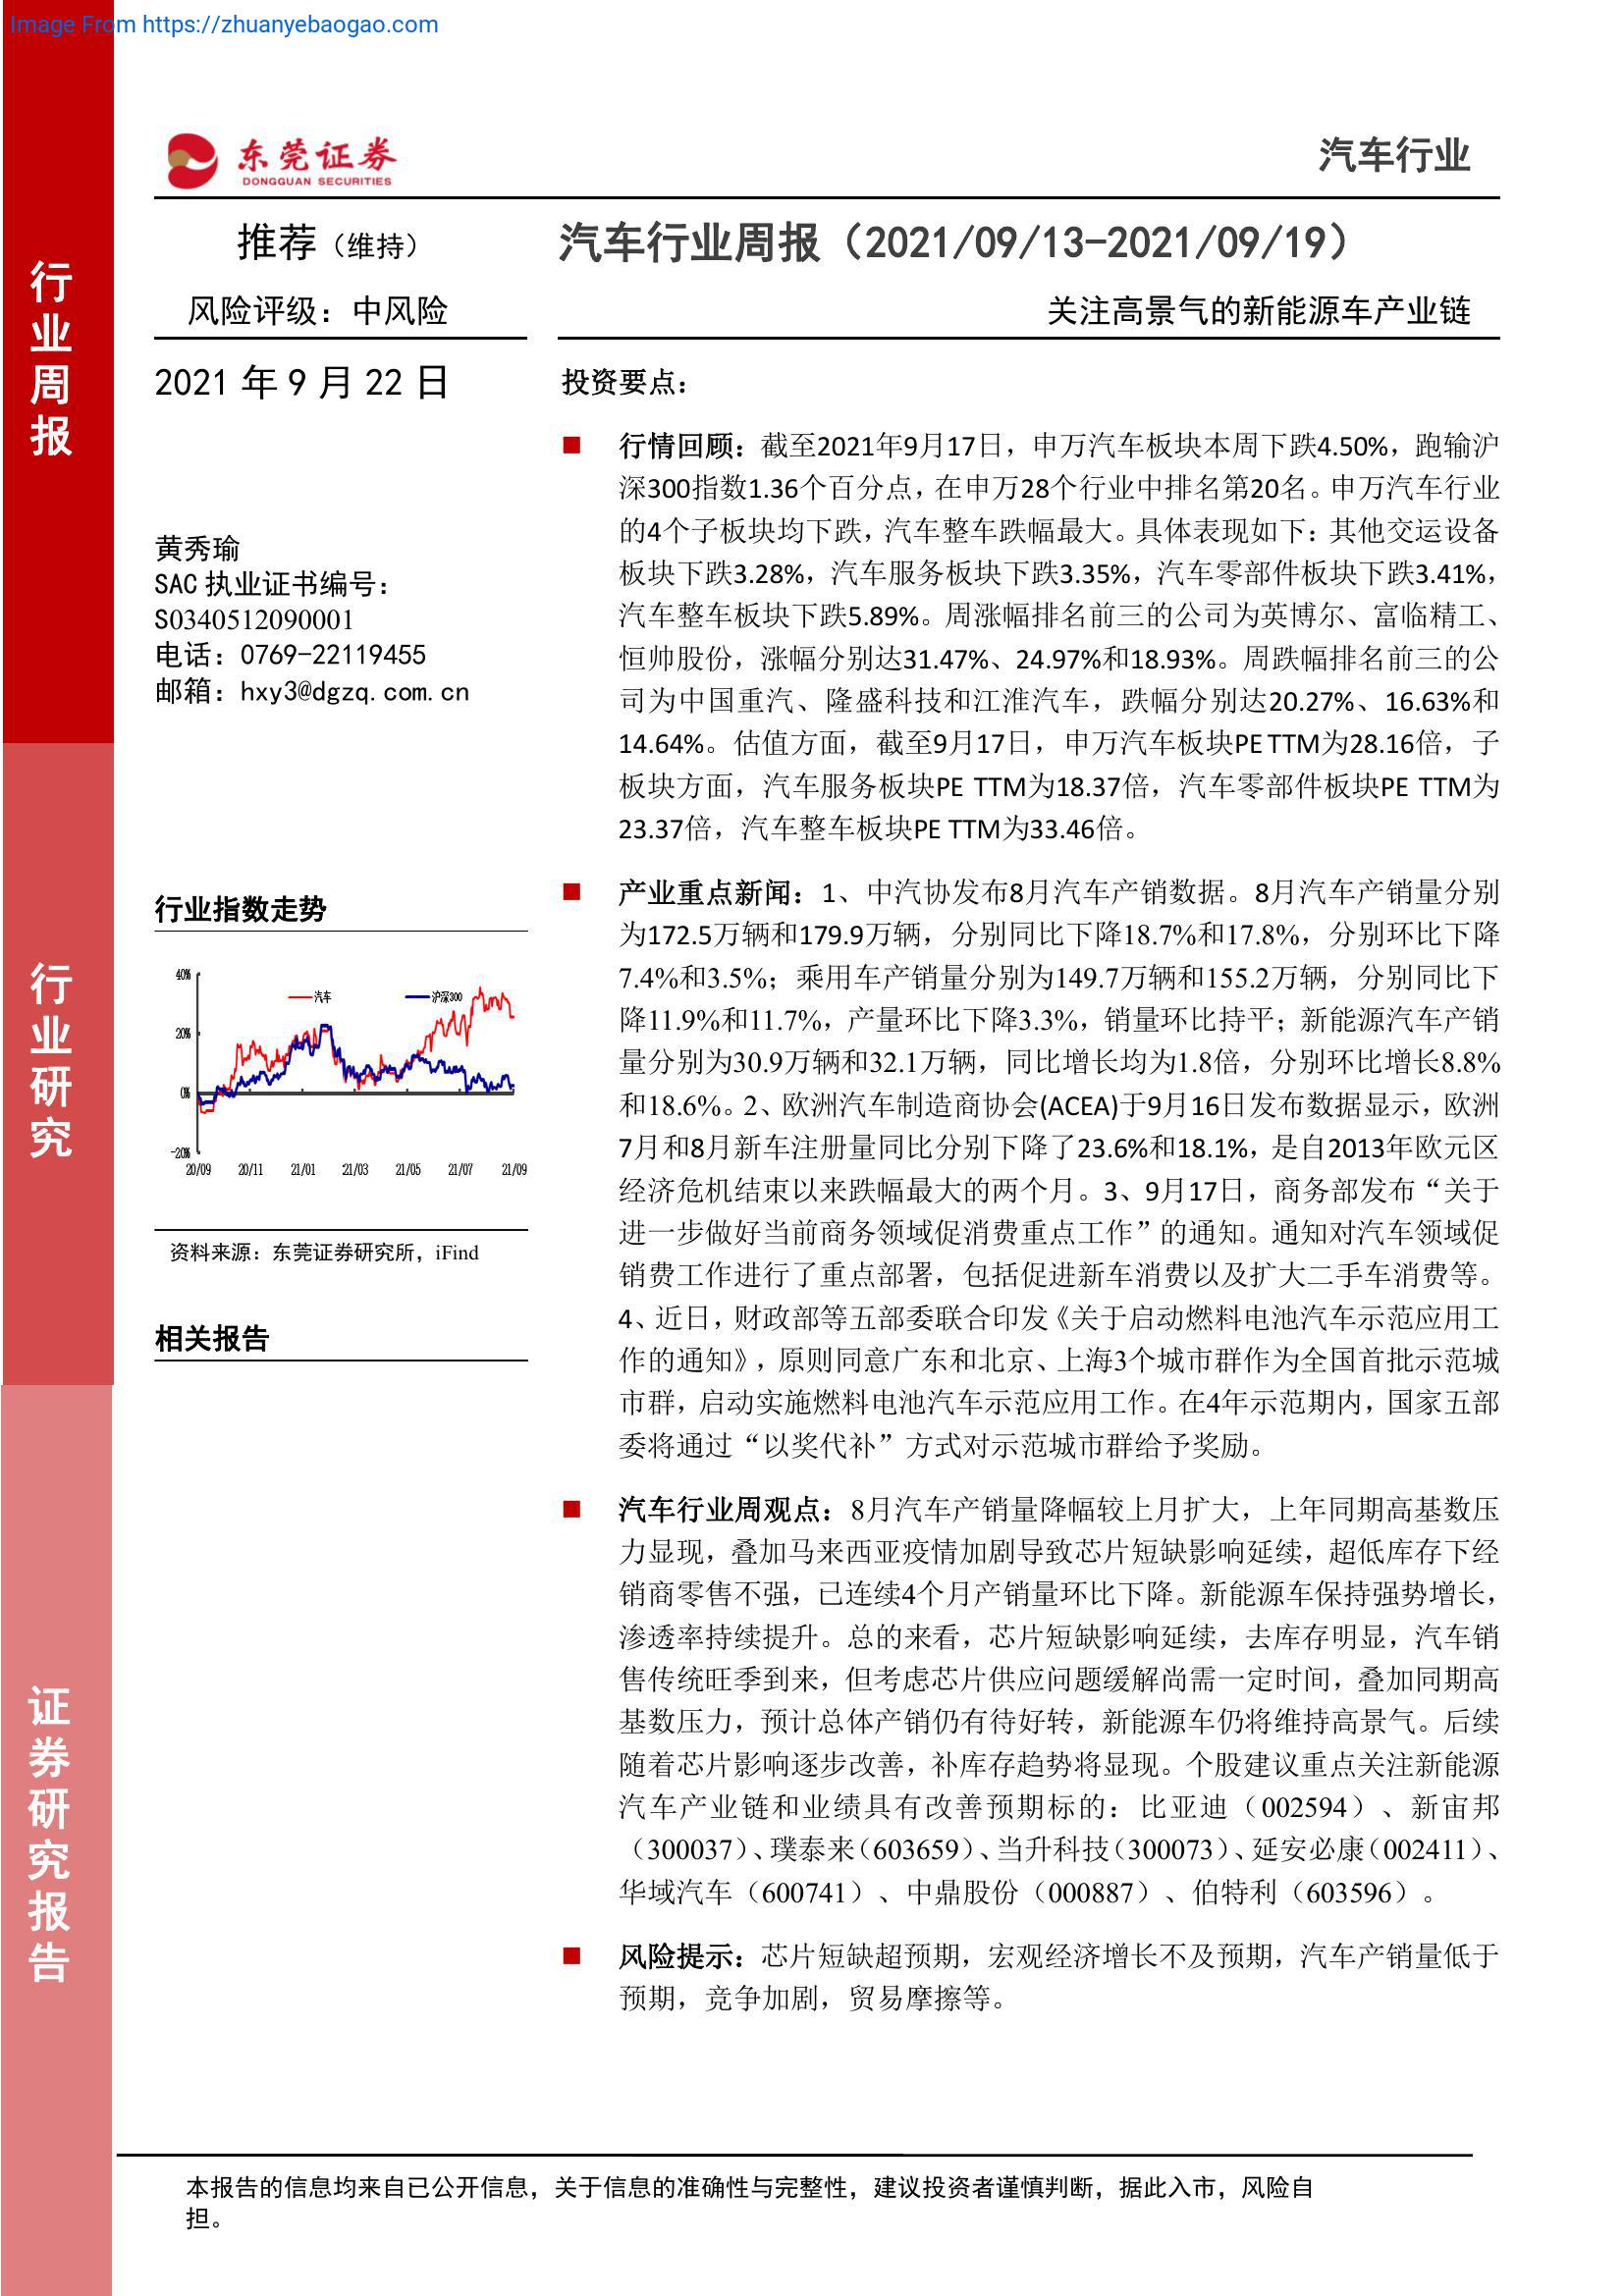 Image From https://zhuanyebaogao.com
东莞证券
DONGGUAN SECURITIES
汽车行业
行业周报
行业研究
证券研究报告
推荐（维持）
风险评级：中风险
2021 年 9 月 22 日
黄秀瑜
SAC 执业证书编号：
S0340512090001
电话：0769-22119455
邮箱：hxy3@dgzq.com.cn
行业指数走势
40%
20%
0%
-20%
汽车
沪深300
20/09 20/11 21/01 21/03 21/05 21/07 21/09
资料来源：东莞证券研究所，iFind
相关报告
汽车行业周报（2021/09/13-2021/09/19）
关注高景气的新能源车产业链
投资要点：
行情回顾：截至2021年9月17日，申万汽车板块本周下跌4.50%，跑输沪
深300指数1.36个百分点，在申万28个行业中排名第20名。申万汽车行业
的4个子板块均下跌，汽车整车跌幅最大。具体表现如下：其他交运设备
板块下跌3.28%，汽车服务板块下跌3.35%，汽车零部件板块下跌3.41%，
汽车整车板块下跌5.89%。周涨幅排名前三的公司为英博尔、富临精工、
恒帅股份，涨幅分别达31.47%、24.97%和18.93%。周跌幅排名前三的公
司为中国重汽、隆盛科技和江淮汽车，跌幅分别达20.27%、16.63%和
14.64%。估值方面，截至9月17日，申万汽车板块PE TTM为28.16倍，子
板块方面，汽车服务板块PE TTM为18.37倍，汽车零部件板块PE TTM为
23.37倍，汽车整车板块PE TTM为33.46倍。
产业重点新闻：1、中汽协发布8月汽车产销数据。8月汽车产销量分别
为172.5万辆和179.9万辆，分别同比下降18.7%和17.8%，分别环比下降
7.4%和3.5%；乘用车产销量分别为149.7万辆和155.2万辆，分别同比下
降11.9%和11.7%，产量环比下降3.3%，销量环比持平；新能源汽车产销
量分别为30.9万辆和32.1万辆，同比增长均为1.8倍，分别环比增长8.8%
和18.6%。2、欧洲汽车制造商协会(ACEA)于9月16日发布数据显示，欧洲
7月和8月新车注册量同比分别下降了23.6%和18.1%，是自2013年欧元区
经济危机结束以来跌幅最大的两个月。3、9月17日，商务部发布“关于
进一步做好当前商务领域促消费重点工作”的通知。通知对汽车领域促
销费工作进行了重点部署，包括促进新车消费以及扩大二手车消费等。
4、近日，财政部等五部委联合印发《关于启动燃料电池汽车示范应用工
作的通知》，原则同意广东和北京、上海3个城市群作为全国首批示范城
市群，启动实施燃料电池汽车示范应用工作。在4年示范期内，国家五部
委将通过“以奖代补”方式对示范城市群给予奖励。
汽车行业周观点：8月汽车产销量降幅较上月扩大，上年同期高基数压
力显现，叠加马来西亚疫情加剧导致芯片短缺影响延续，超低库存下经
销商零售不强，已连续4个月产销量环比下降。新能源车保持强势增长，
渗透率持续提升。总的来看，芯片短缺影响延续，去库存明显，汽车销
售传统旺季到来，但考虑芯片供应问题缓解尚需一定时间，叠加同期高
基数压力，预计总体产销仍有待好转，新能源车仍将维持高景气。后续
随着芯片影响逐步改善，补库存趋势将显现。个股建议重点关注新能源
汽车产业链和业绩具有改善预期标的：比亚迪（002594）、新宙邦
（300037）、璞泰来（603659）、当升科技（300073）、延安必康（002411）、
华域汽车（600741）、中鼎股份（000887）、伯特利（603596）。
风险提示：芯片短缺超预期，宏观经济增长不及预期，汽车产销量低于
预期，竞争加剧，贸易摩擦等。
本报告的信息均来自已公开信息，关于信息的准确性与完整性，建议投资者谨慎判断，据此入市，风险自
担。